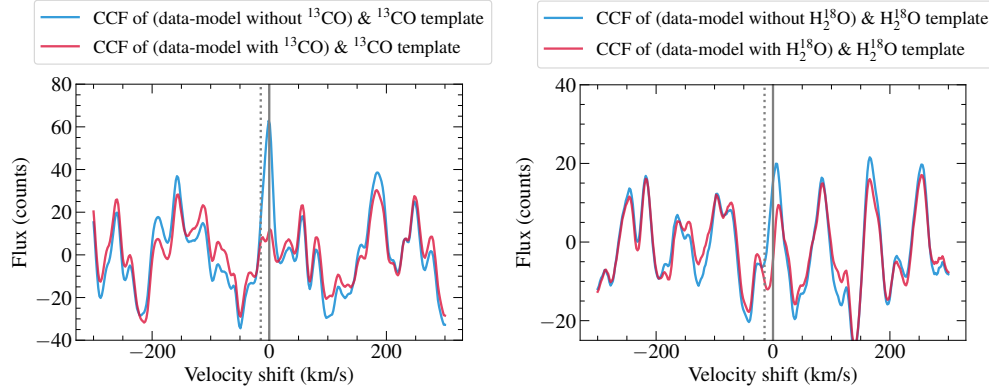 CCF of (data-model without ¹³CO) & ¹³CO template
CCF of (data-model with ¹³CO) & ¹³CO template
80
60
40
20
0
−20
−40
Flux (counts)
−200
0
200
Velocity shift (km/s)
CCF of (data-model without H₂¹⁸O) & H₂¹⁸O template
CCF of (data-model with H₂¹⁸O) & H₂¹⁸O template
40
20
0
−20
Flux (counts)
−200
0
200
Velocity shift (km/s)